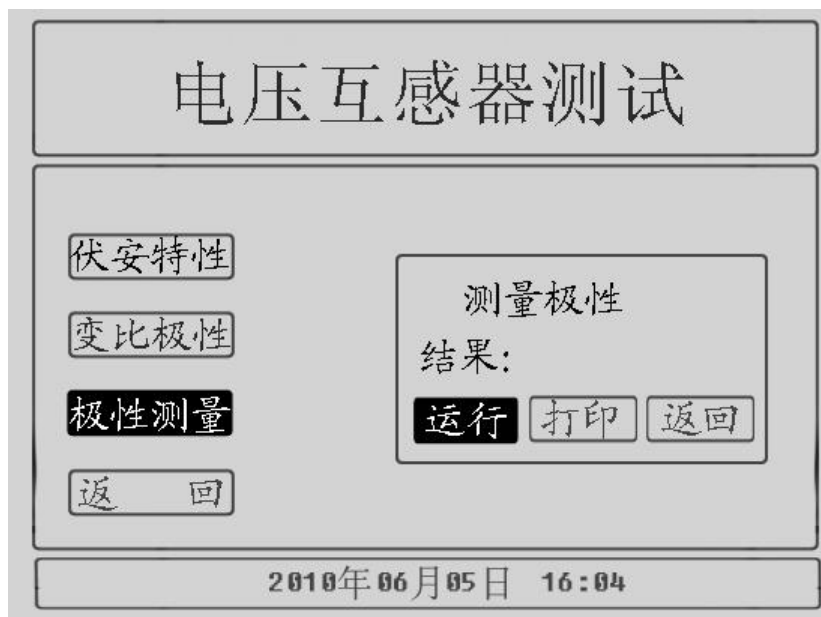 电压互感器测试
伏安特性
变比极性
极性测量
返 回
测量极性
结果:
运行 打印 返回
2010年06月05日 16:04